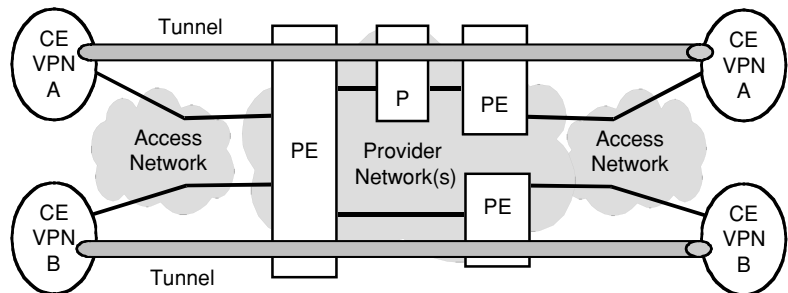 Tunnel
CE
VPN
A
CE
VPN
A
P
PE
Access
Network
PE
Provider
Network(s)
Access
Network
CE
VPN
B
PE
CE
VPN
B
Tunnel